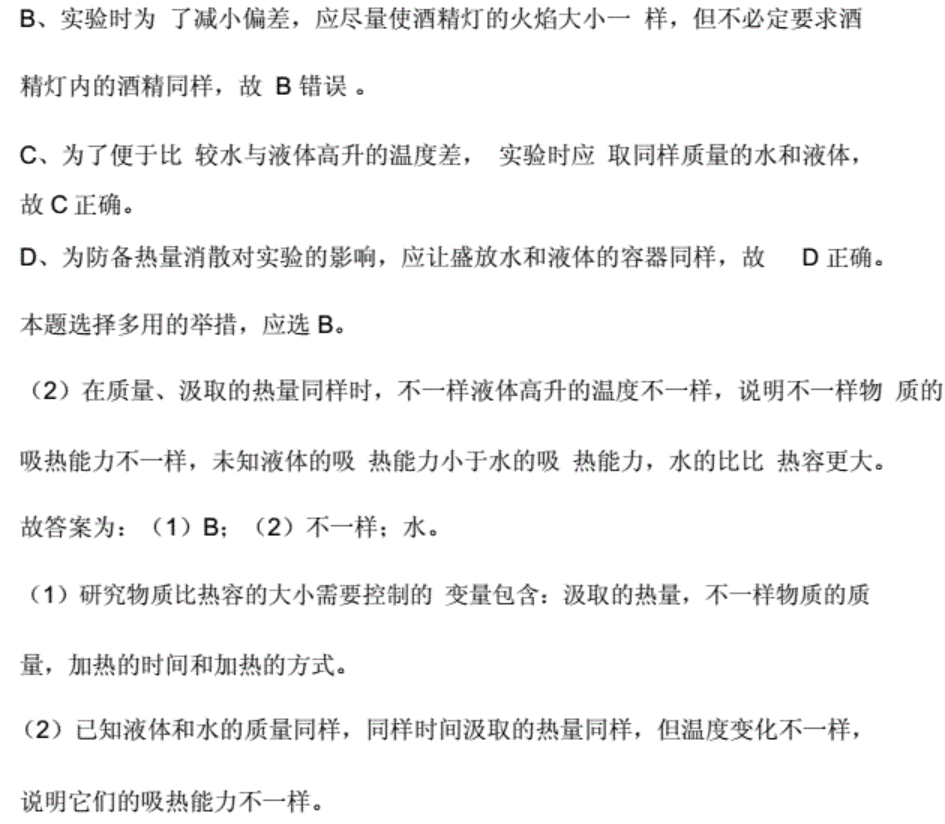 B、实验时为 了减小偏差，应尽量使酒精灯的火焰大小一 样，但不必定要求酒
精灯内的酒精同样，故 B 错误 。
C、为了便于比 较水与液体高升的温度差， 实验时应 取同样质量的水和液体，
故 C 正确。
D、为防备热量消散对实验的影响，应让盛放水和液体的容器同样，故 D 正确。
本题选择多用的举措，应选 B。
（2）在质量、汲取的热量同样时，不一样液体高升的温度不一样，说明不一样物 质的
吸热能力不一样，未知液体的吸 热能力小于水的吸 热能力，水的比比 热容更大。
故答案为：（1）B；（2）不一样；水。
（1）研究物质比热容的大小需要控制的 变量包含：汲取的热量，不一样物质的质
量，加热的时间和加热的方式。
（2）已知液体和水的质量同样，同样时间汲取的热量同样，但温度变化不一样，
说明它们的吸热能力不一样。